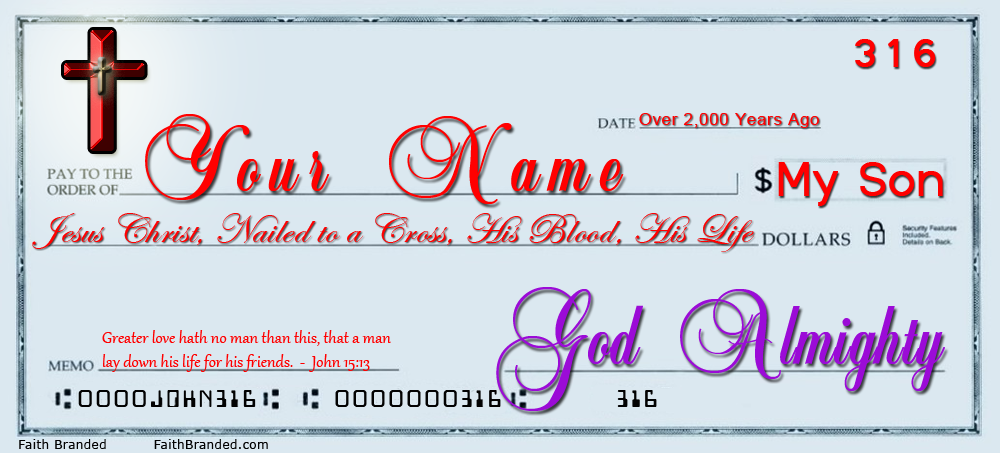 316
DATE Over 2,000 Years Ago
PAY TO THE
ORDER OF Your Name $ My Son
Jesus Christ, Nailed to a Cross, His Blood, His Life DOLLARS
Security Features
Included.
Details on Back.
God Almighty
Greater love hath no man than this, that a man
MEMO lay down his life for his friends. - John 15:13
⑆0000JOHN316⑆ ⑆ 0000000316⑆ 316
Faith Branded FaithBranded.com